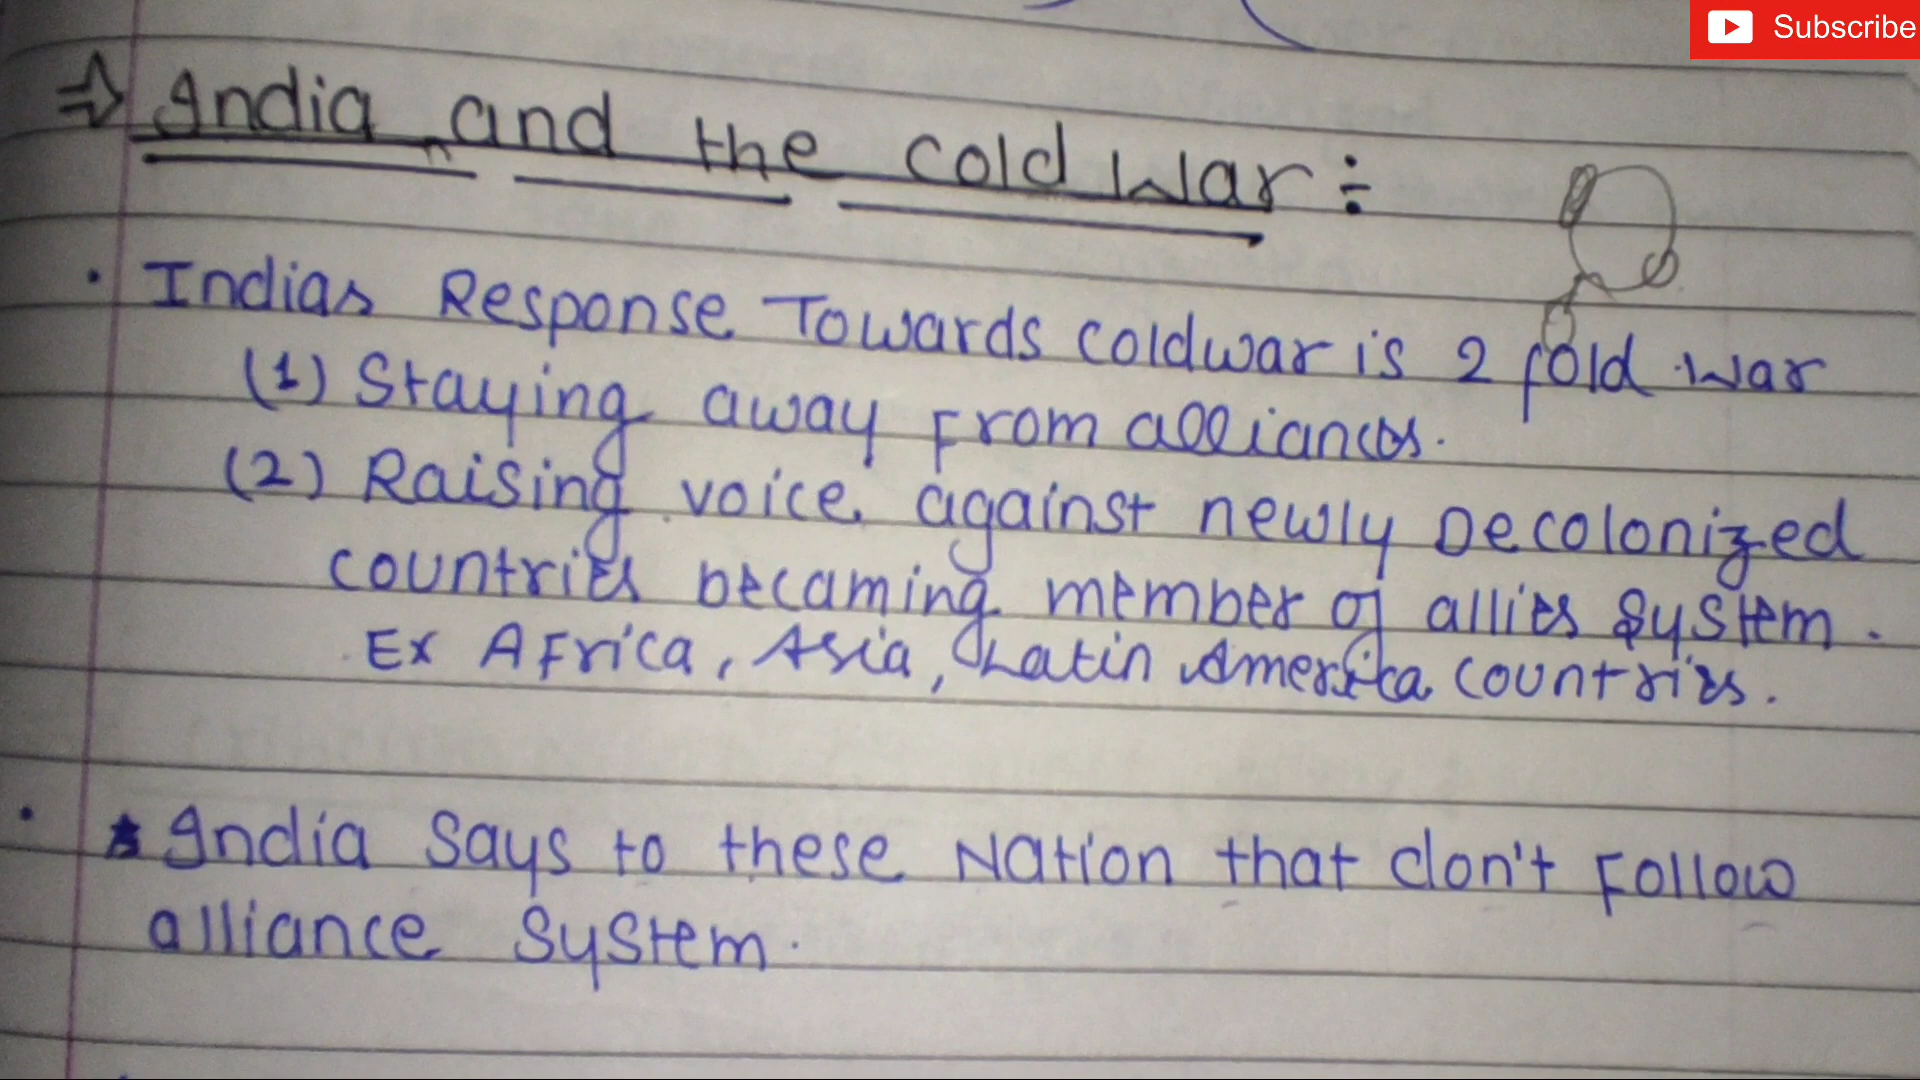 Subscribe
⇒ India and the cold War ÷
• Indias Response Towards coldwar is 2 fold war
(1) Staying away From alliances.
(2) Raising voice against newly Decolonized
countries becaming member of allies System.
Ex AFrica, Asia, Latin America countries.
• ★ India Says to these Nation that don't Follow
alliance System.